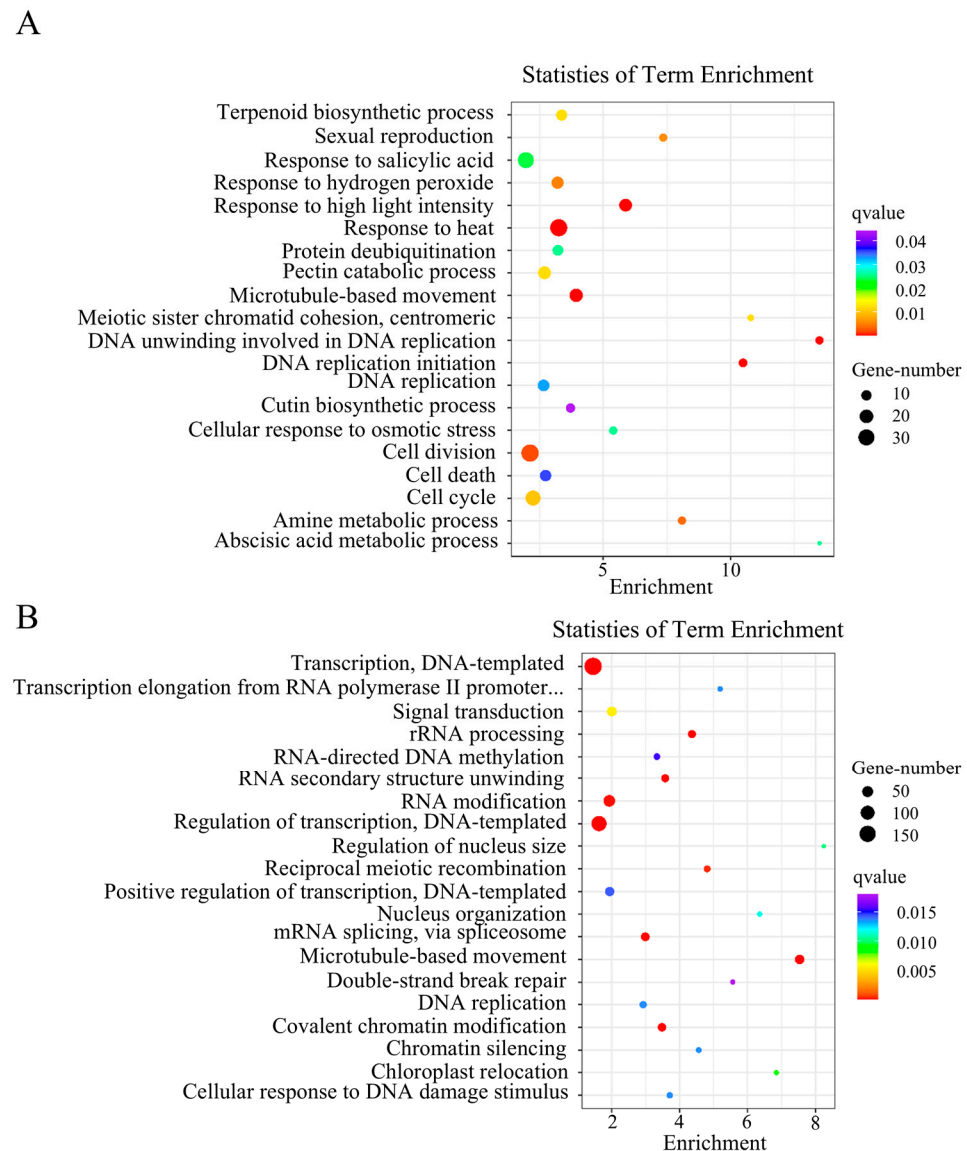 A
Statisties of Term Enrichment
Terpenoid biosynthetic process
Sexual reproduction
Response to salicylic acid
Response to hydrogen peroxide
Response to high light intensity
Response to heat
Protein deubiquitination
Pectin catabolic process
Microtubule-based movement
Meiotic sister chromatid cohesion, centromeric
DNA unwinding involved in DNA replication
DNA replication initiation
DNA replication
Cutin biosynthetic process
Cellular response to osmotic stress
Cell division
Cell death
Cell cycle
Amine metabolic process
Abscisic acid metabolic process
5 10
Enrichment
qvalue
0.04
0.03
0.02
0.01
Gene-number
10
20
30
B
Statisties of Term Enrichment
Transcription, DNA-templated
Transcription elongation from RNA polymerase II promoter...
Signal transduction
rRNA processing
RNA-directed DNA methylation
RNA secondary structure unwinding
RNA modification
Regulation of transcription, DNA-templated
Regulation of nucleus size
Reciprocal meiotic recombination
Positive regulation of transcription, DNA-templated
Nucleus organization
mRNA splicing, via spliceosome
Microtubule-based movement
Double-strand break repair
DNA replication
Covalent chromatin modification
Chromatin silencing
Chloroplast relocation
Cellular response to DNA damage stimulus
2 4 6 8
Enrichment
Gene-number
50
100
150
qvalue
0.015
0.010
0.005